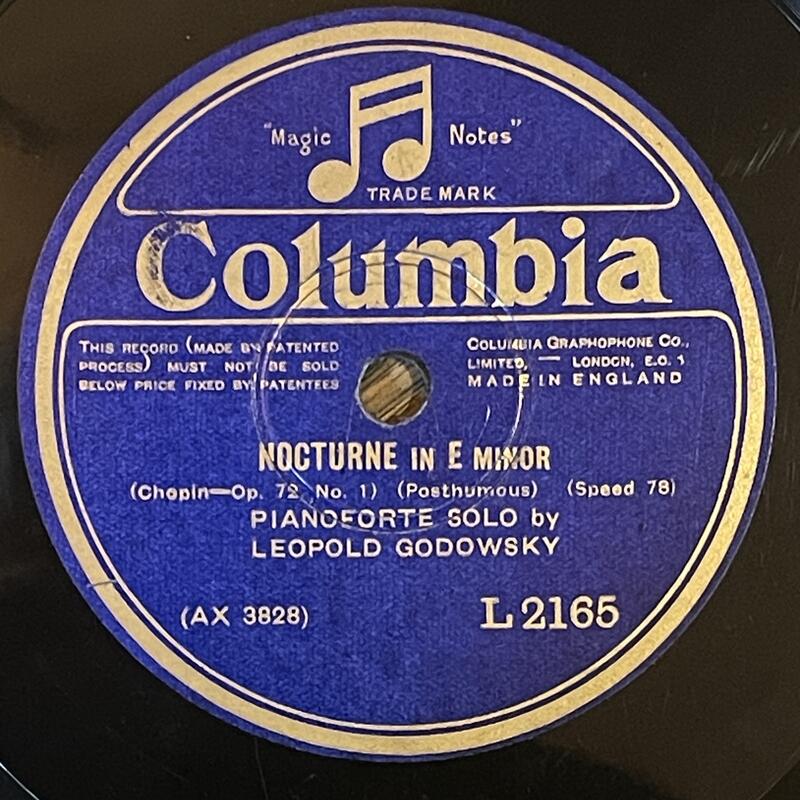 "Magic Notes"
TRADE MARK
Columbia
THIS RECORD (MADE BY PATENTED
PROCESS) MUST NOT BE SOLD
BELOW PRICE FIXED BY PATENTEES
COLUMBIA GRAPHOPHONE CO.,
LIMITED, — LONDON, E.C. 1
MADE IN ENGLAND
NOCTURNE IN E MINOR
(Chopin—Op. 72, No. 1) (Posthumous) (Speed 78)
PIANOFORTE SOLO by
LEOPOLD GODOWSKY
(AX 3828) L 2165